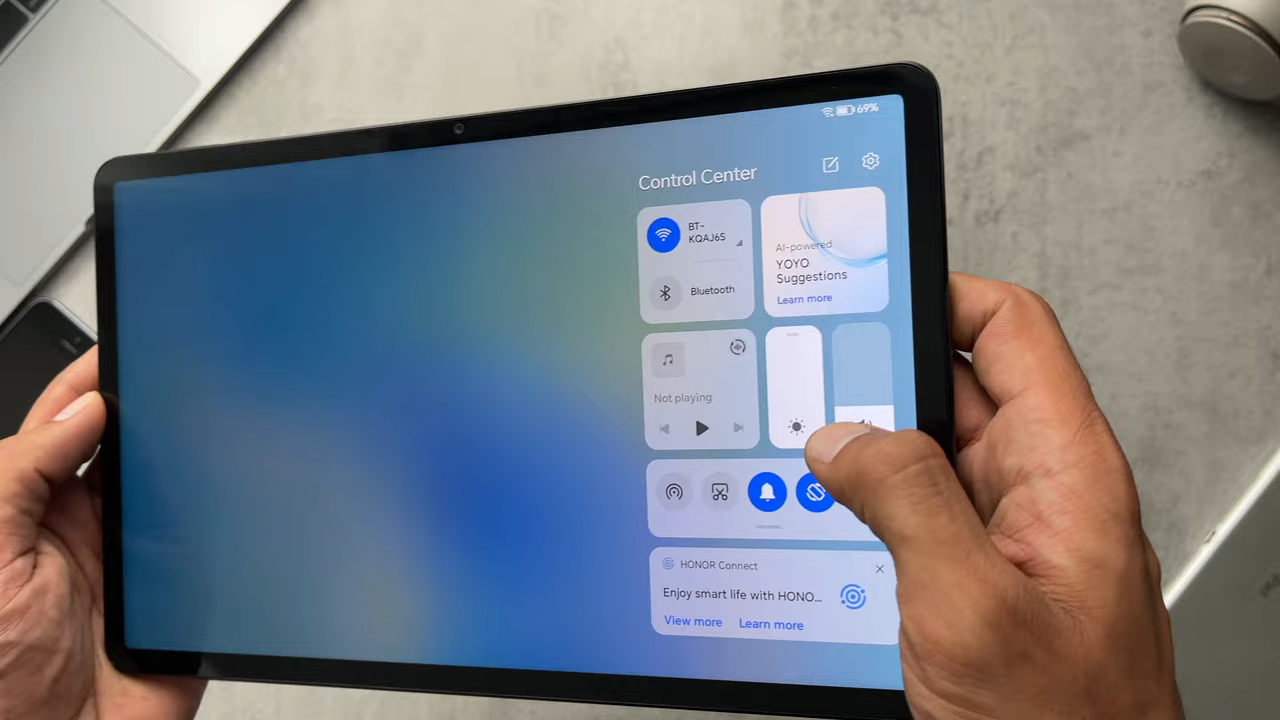 69%
Control Center
BT-
KQAJ6S
Bluetooth
AI-powered
YOYO
Suggestions
Learn more
Not playing
HONOR Connect
Enjoy smart life with HONO...
View more Learn more